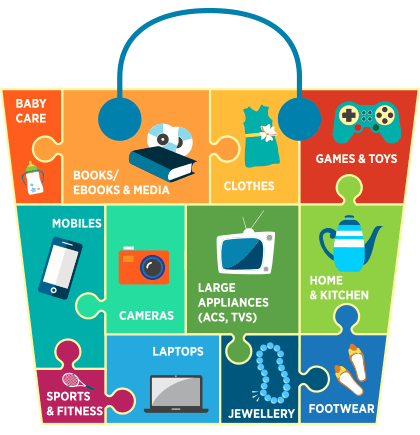 BABY
CARE
BOOKS/
EBOOKS & MEDIA
CLOTHES
GAMES & TOYS
MOBILES
CAMERAS
LARGE
APPLIANCES
(ACS, TVS)
HOME
& KITCHEN
SPORTS
& FITNESS
LAPTOPS
JEWELLERY
FOOTWEAR